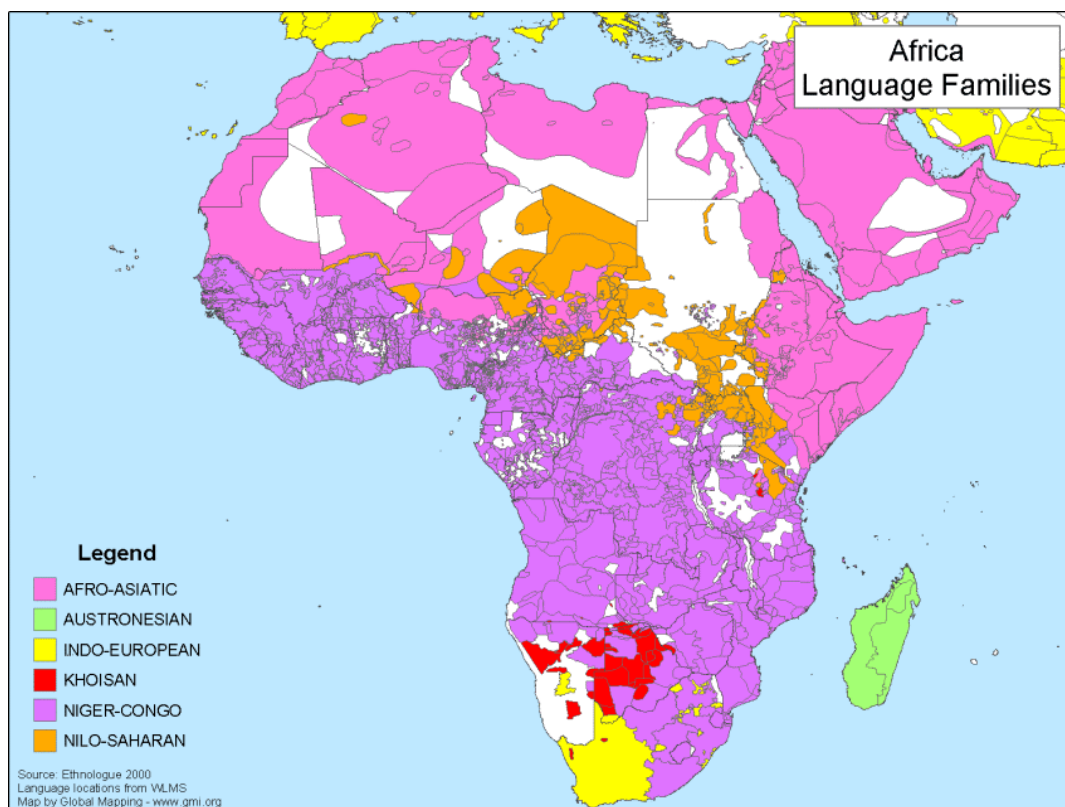 Africa
Language Families
Legend
AFRO-ASIATIC
AUSTRONESIAN
INDO-EUROPEAN
KHOISAN
NIGER-CONGO
NILO-SAHARAN
Source: Ethnologue 2000
Language locations from WLMS
Map by Global Mapping - www.gmi.org